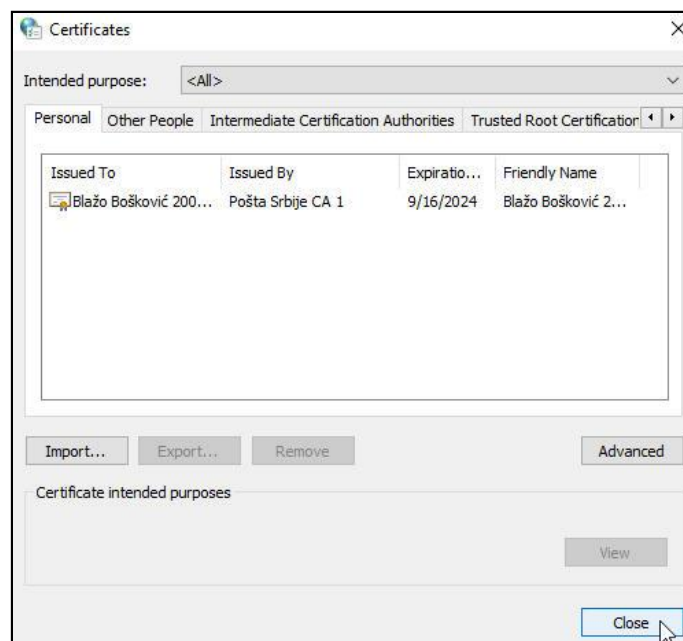 Certificates
Intended purpose: <All>
Personal Other People Intermediate Certification Authorities Trusted Root Certification
Issued To Issued By Expiratio... Friendly Name
Blažo Bošković 200... Pošta Srbije CA 1 9/16/2024 Blažo Bošković 2...
Import... Export... Remove Advanced
Certificate intended purposes
View
Close